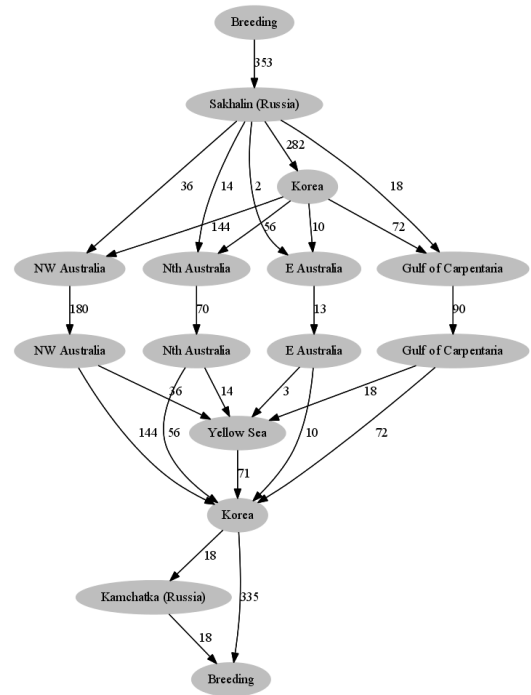 Breeding
353
Sakhalin (Russia)
282
36
14
2
18
Korea
144
56
10
72
NW Australia
Nth Australia
E Australia
Gulf of Carpentaria
180
70
13
90
NW Australia
Nth Australia
E Australia
Gulf of Carpentaria
36
14
3
18
Yellow Sea
144
56
10
72
71
Korea
18
Kamchatka (Russia)
335
18
Breeding